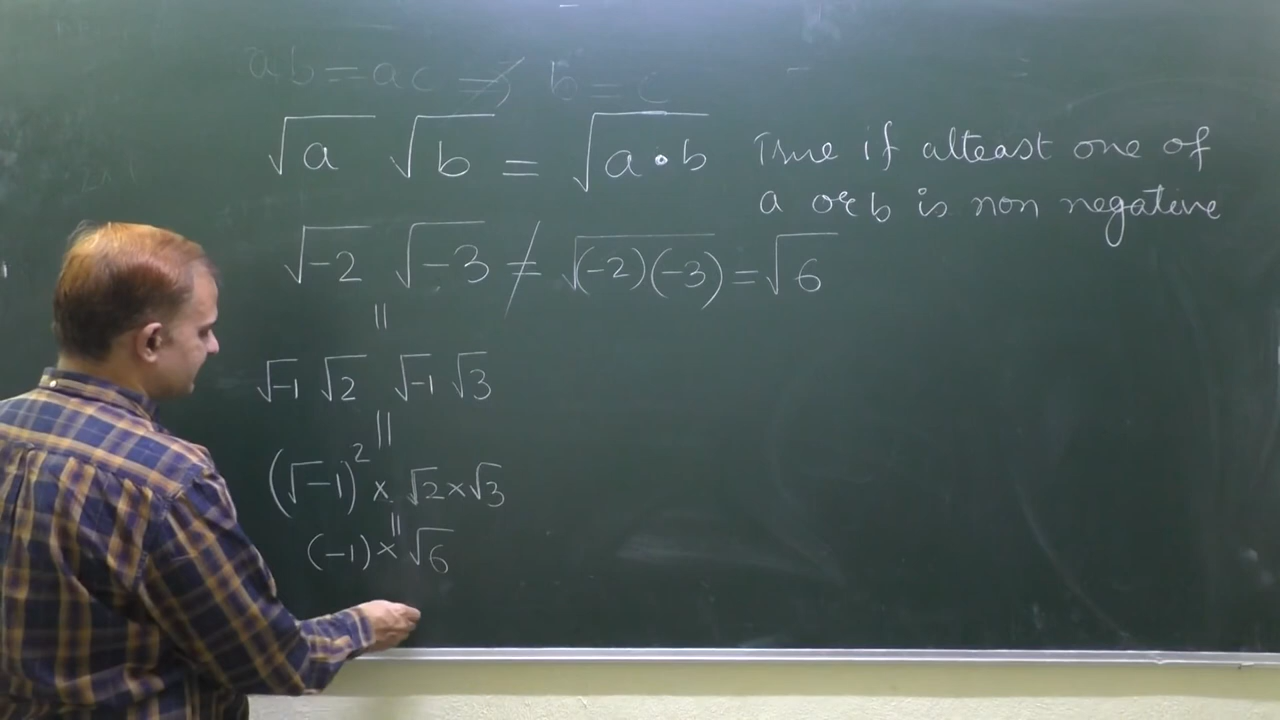 ab = ac ⇏ b = c
√a √b = √(a·b) True if alteast one of
a or b is non negative
√-2 √-3 ≠ √(-2)(-3) = √6
||
√-1 √2 √-1 √3
||
(√-1)² × √2 × √3
||
(-1) × √6